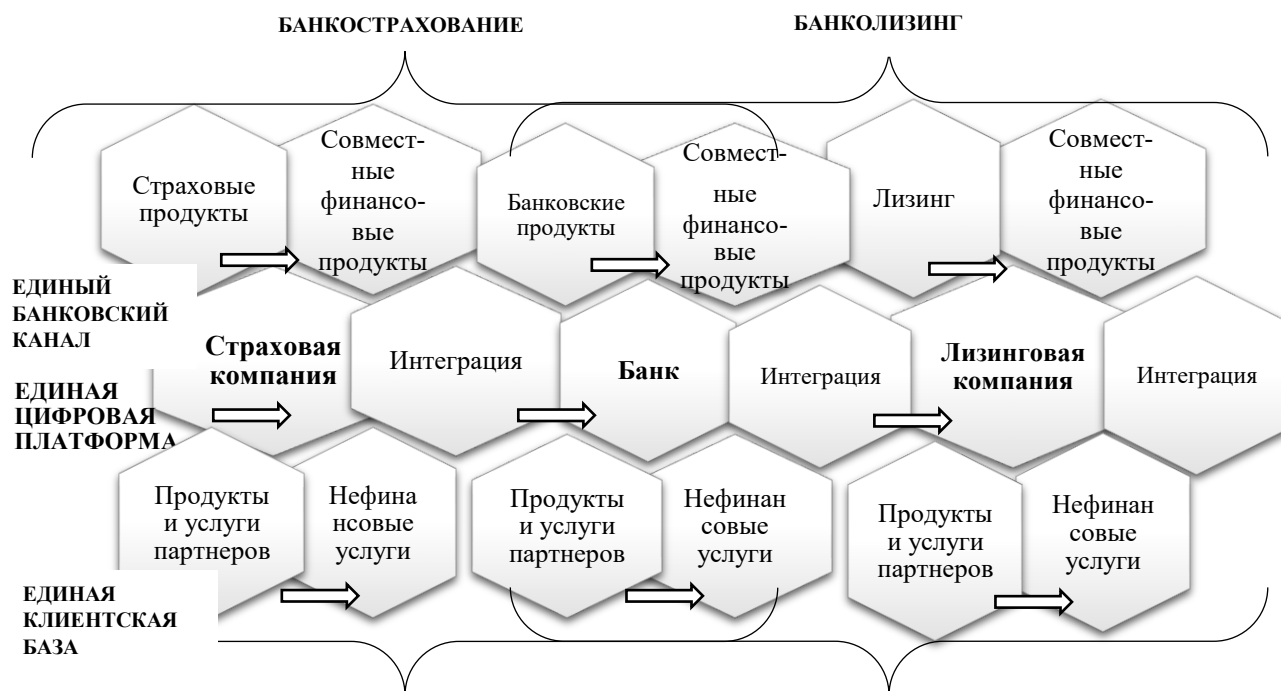 БАНКОСТРАХОВАНИЕ
БАНКОЛИЗИНГ
Страховые
продукты
Совмест-
ные
финансо-
вые
продукты
Банковские
продукты
Совмест-
ные
финансо-
вые
продукты
Лизинг
Совмест-
ные
финансо-
вые
продукты
ЕДИНЫЙ
БАНКОВСКИЙ
КАНАЛ
Страховая
компания
Интеграция
Банк
Интеграция
Лизинговая
компания
Интеграция
ЕДИНАЯ
ЦИФРОВАЯ
ПЛАТФОРМА
Продукты
и услуги
партнеров
Нефина
нсовые
услуги
Продукты
и услуги
партнеров
Нефинан
совые
услуги
Продукты
и услуги
партнеров
Нефинан
совые
услуги
ЕДИНАЯ
КЛИЕНТСКАЯ
БАЗА